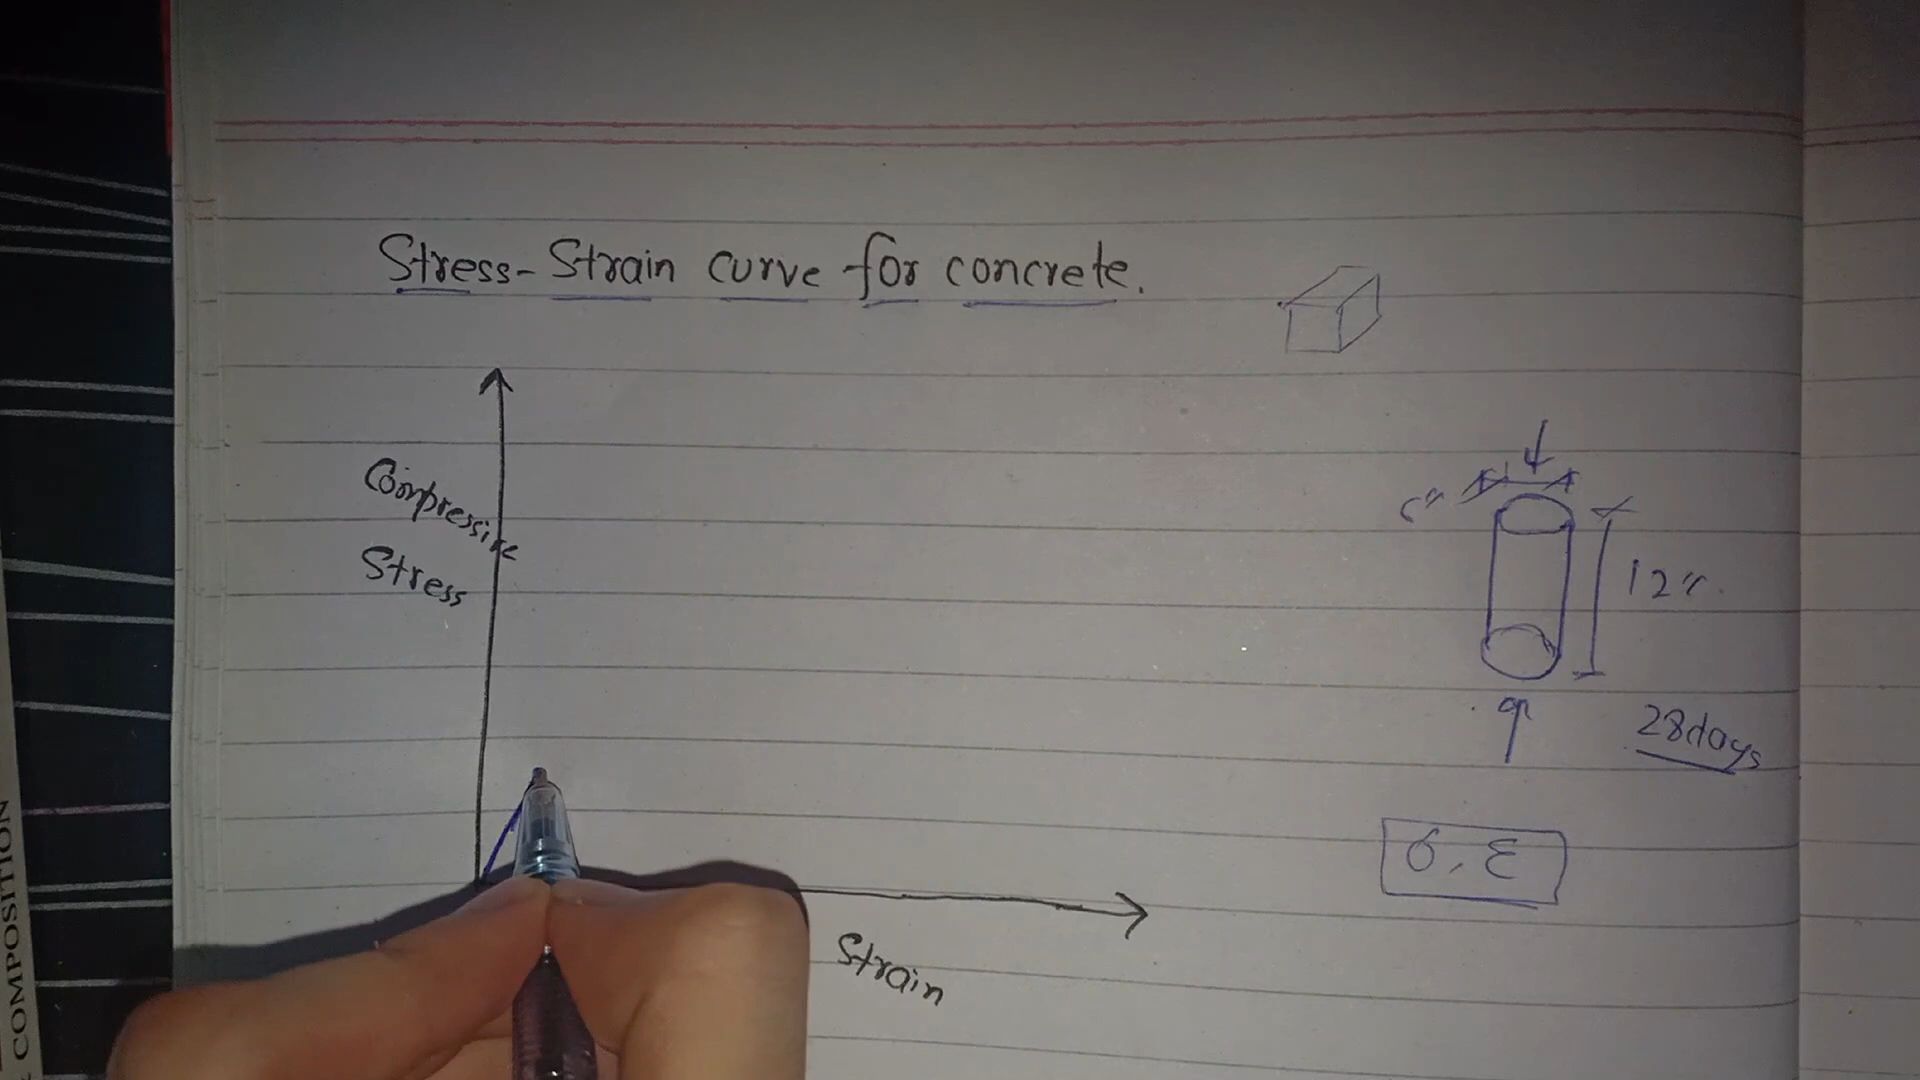 Stress-Strain curve for concrete.
Compressive
Stress
6"
12"
28days
σ, ε
Strain
COMPOSITION